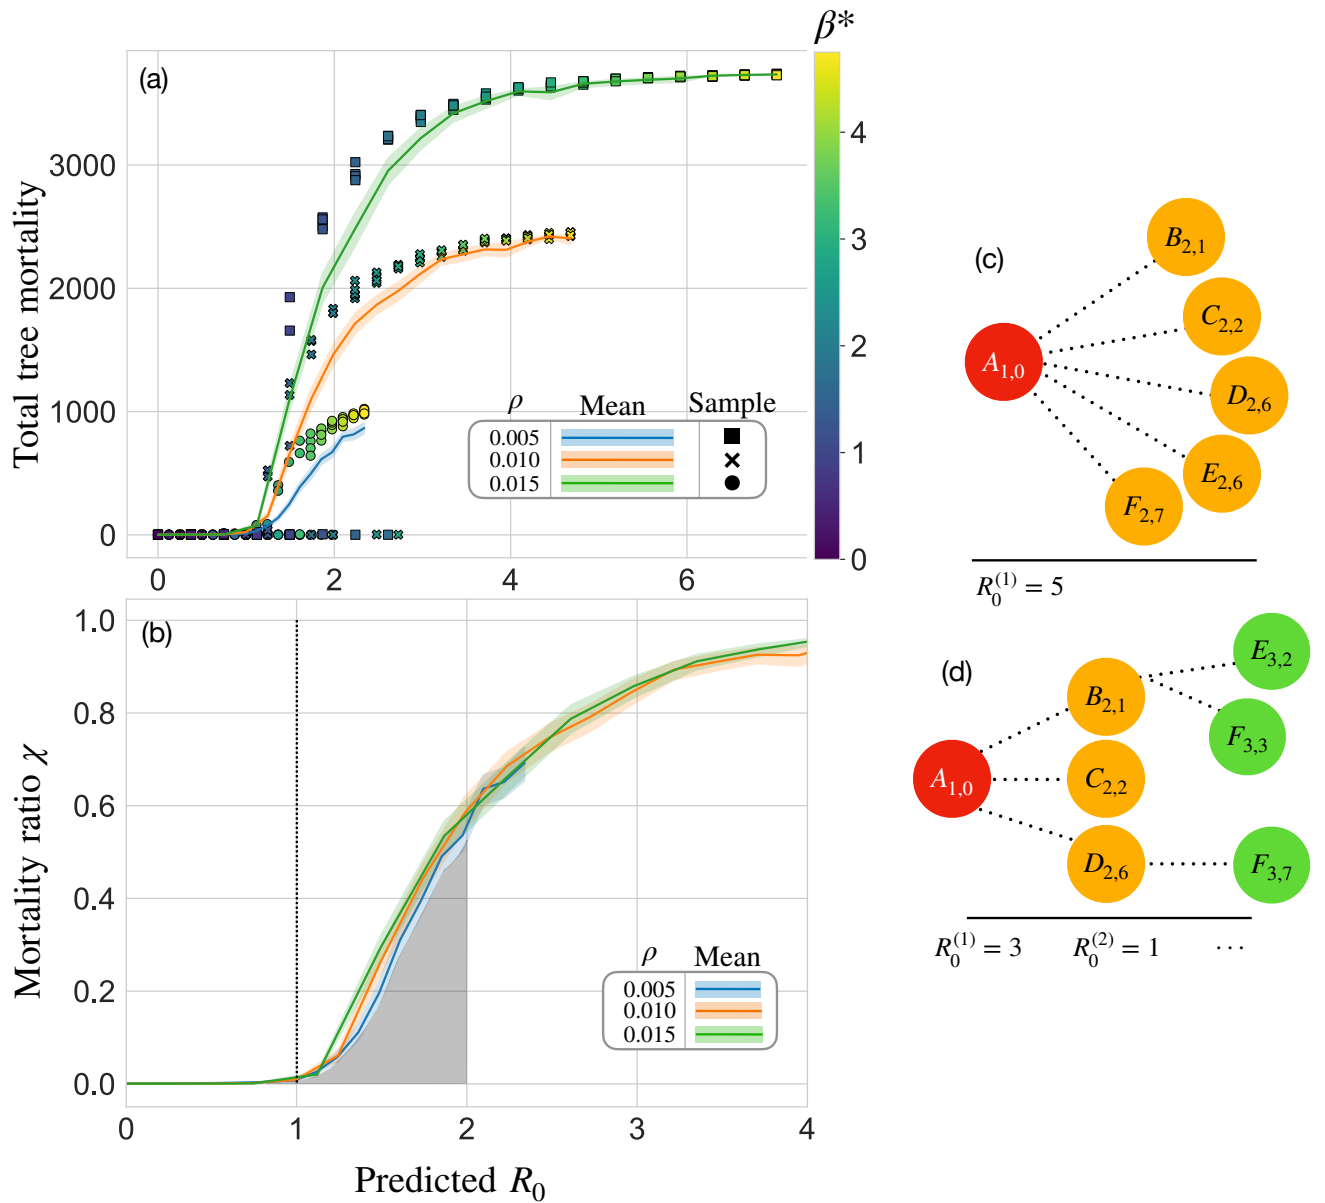 (a)
β*
Total tree mortality
3000
2000
1000
0
0 2 4 6
4
3
2
1
0
ρ Mean Sample
0.005
0.010
0.015
(b)
Mortality ratio χ
1.0
0.8
0.6
0.4
0.2
0.0
0 1 2 3 4
Predicted R₀
ρ Mean
0.005
0.010
0.015
(c)
A₁,₀
B₂,₁
C₂,₂
D₂,₆
E₂,₆
F₂,₇
R₀⁽¹⁾ = 5
(d)
A₁,₀
B₂,₁
C₂,₂
D₂,₆
E₃,₂
F₃,₃
F₃,₇
R₀⁽¹⁾ = 3 R₀⁽²⁾ = 1 ···